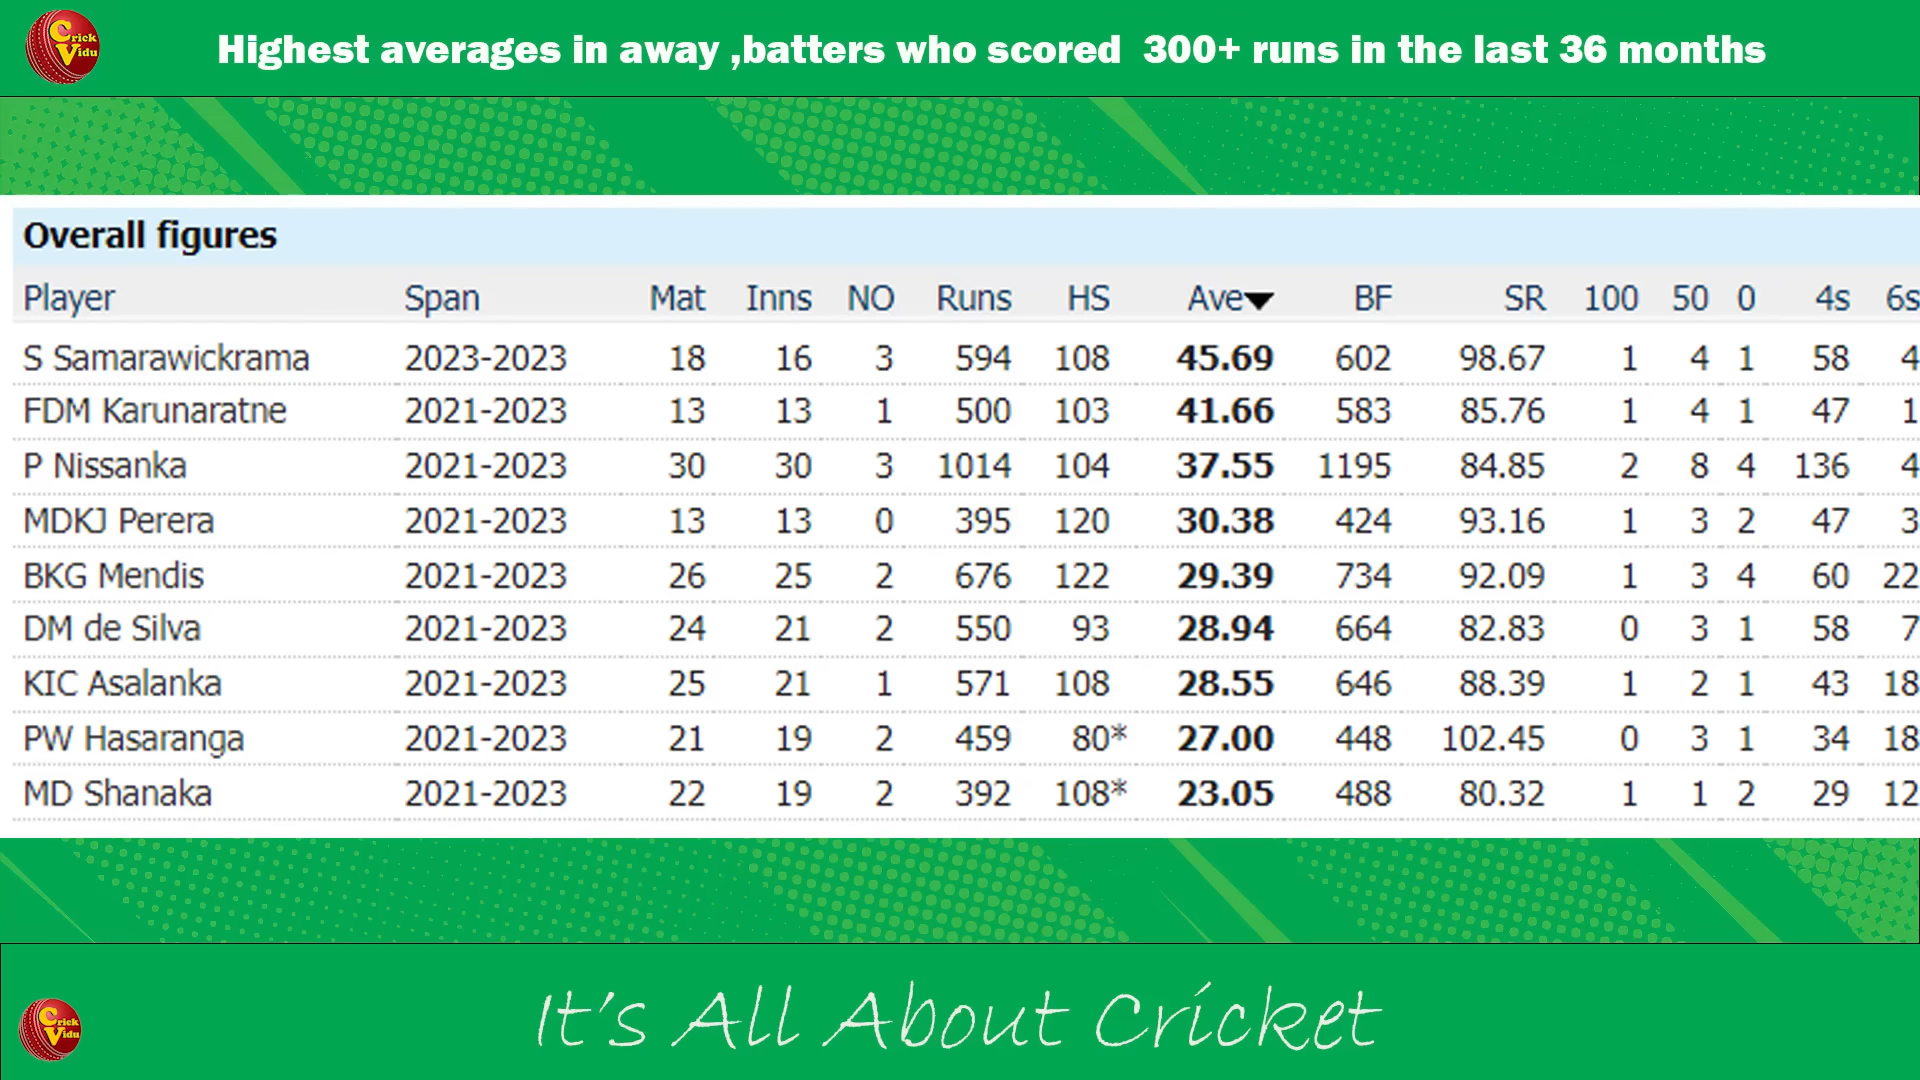 Crick Vidu
Highest averages in away ,batters who scored 300+ runs in the last 36 months
Overall figures
Player Span Mat Inns NO Runs HS Ave BF SR 100 50 0 4s 6s
S Samarawickrama 2023-2023 18 16 3 594 108 45.69 602 98.67 1 4 1 58 4
FDM Karunaratne 2021-2023 13 13 1 500 103 41.66 583 85.76 1 4 1 47 1
P Nissanka 2021-2023 30 30 3 1014 104 37.55 1195 84.85 2 8 4 136 4
MDKJ Perera 2021-2023 13 13 0 395 120 30.38 424 93.16 1 3 2 47 3
BKG Mendis 2021-2023 26 25 2 676 122 29.39 734 92.09 1 3 4 60 22
DM de Silva 2021-2023 24 21 2 550 93 28.94 664 82.83 0 3 1 58 7
KIC Asalanka 2021-2023 25 21 1 571 108 28.55 646 88.39 1 2 1 43 18
PW Hasaranga 2021-2023 21 19 2 459 80* 27.00 448 102.45 0 3 1 34 18
MD Shanaka 2021-2023 22 19 2 392 108* 23.05 488 80.32 1 1 2 29 12
Crick Vidu
It's All About Cricket